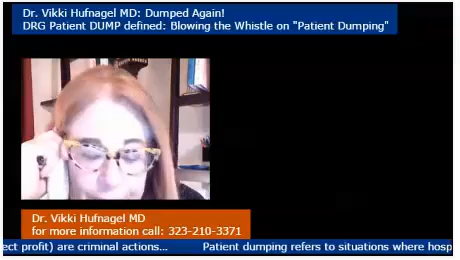 Dr. Vikki Hufnagel MD: Dumped Again!
DRG Patient DUMP defined: Blowing the Whistle on "Patient Dumping"
Dr. Vikki Hufnagel MD
for more information call: 323-210-3371
ect profit) are criminal actions... Patient dumping refers to situations where hosp